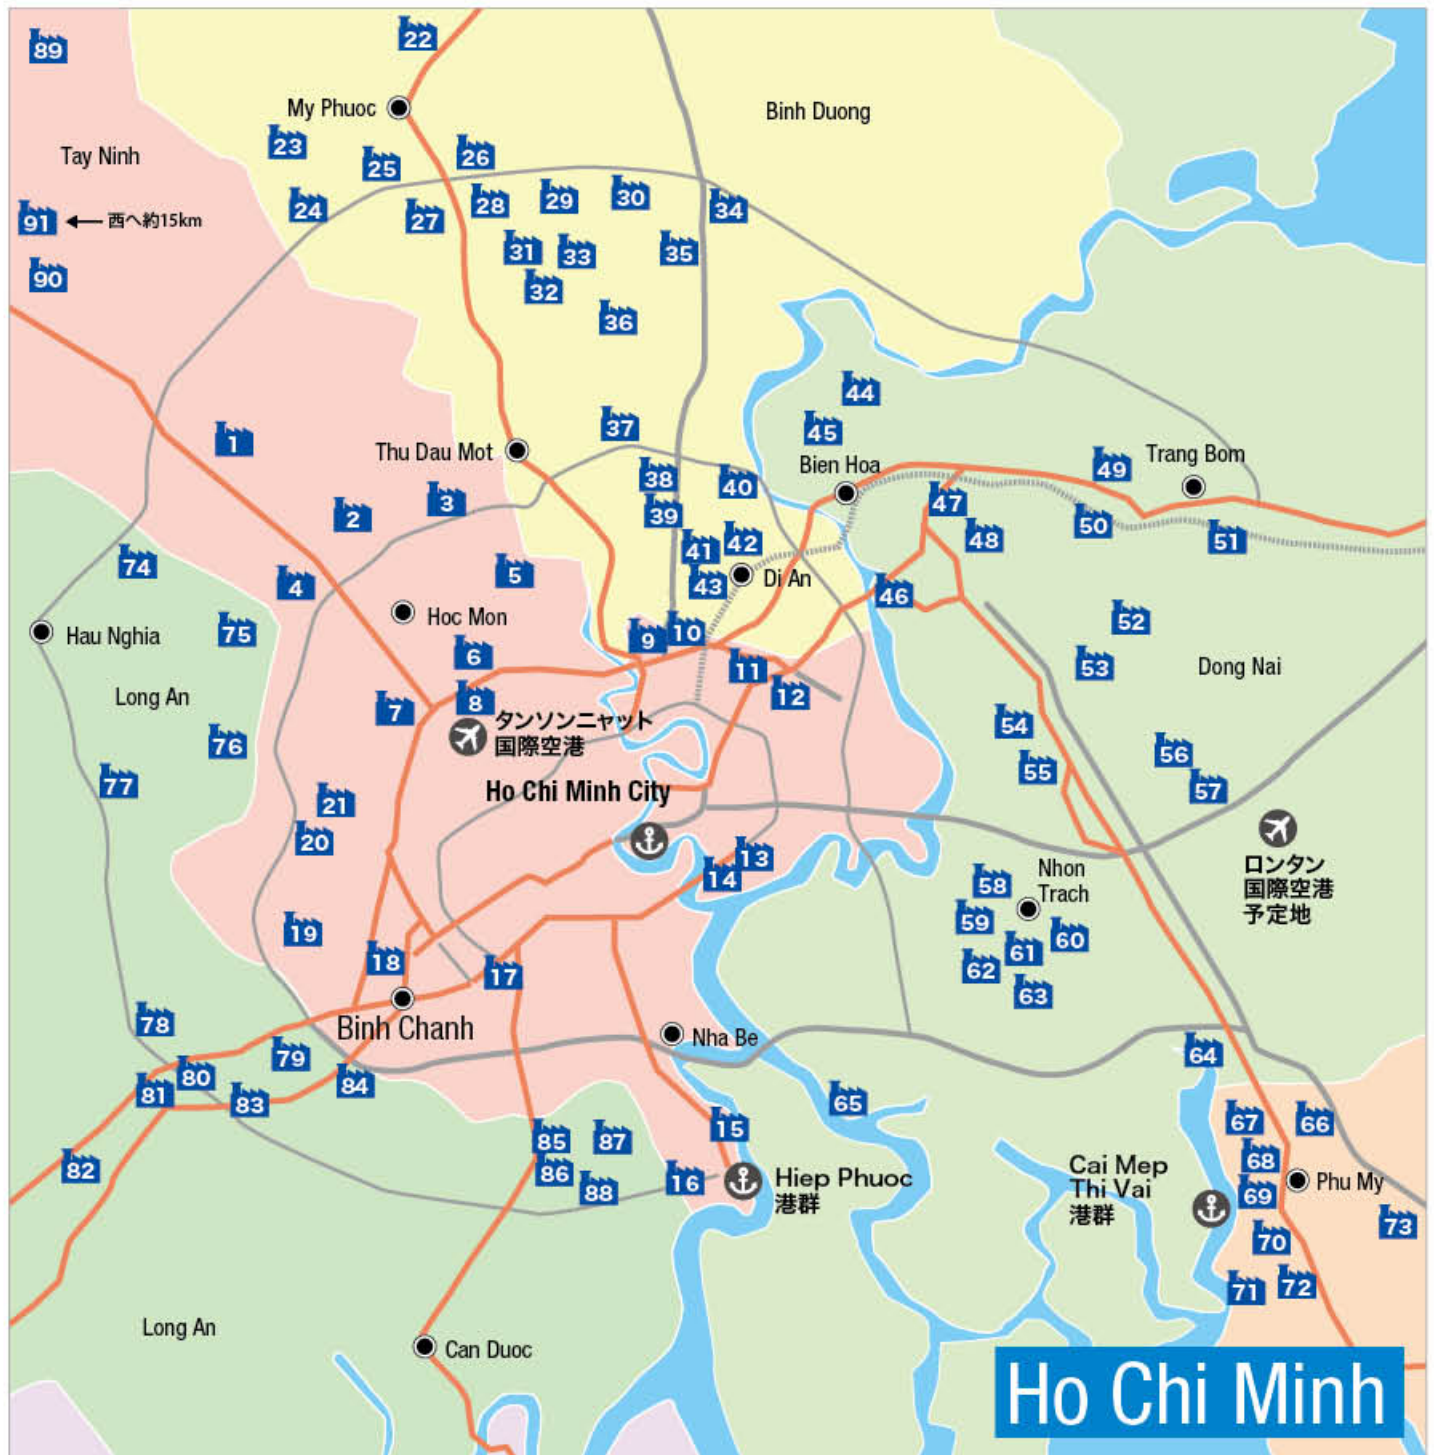 89
22
My Phuoc
Binh Duong
23
26
Tay Ninh
25
24
28
29
30
34
91
西へ約15km
27
31
33
35
90
32
36
44
37
45
1
Thu Dau Mot
Bien Hoa
Trang Bom
38
40
49
3
47
2
39
50
41
42
48
51
74
5
4
43
Di An
46
Hoc Mon
52
Hau Nghia
75
9
10
6
11
53
Dong Nai
Long An
8
12
7
タンソンニャット
国際空港
54
76
56
77
55
57
Ho Chi Minh City
21
20
ロンタン
国際空港
予定地
13
14
Nhon
Trach
58
59
60
19
61
18
62
17
63
78
Binh Chanh
Nha Be
79
64
80
81
84
83
65
15
67
66
85
87
82
86
68
Cai Mep
Thi Vai
港群
88
16
Hiep Phuoc
港群
69
Phu My
73
70
71
72
Long An
Can Duoc
Ho Chi Minh